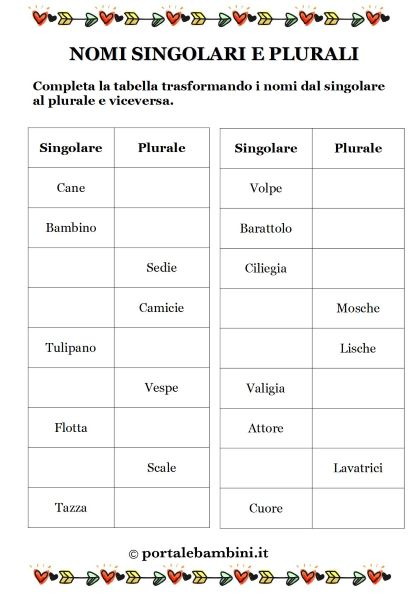 NOMI SINGOLARI E PLURALI
Completa la tabella trasformando i nomi dal singolare
al plurale e viceversa.
Singolare Plurale
Cane
Bambino
Sedie
Camicie
Tulipano
Vespe
Flotta
Scale
Tazza
Singolare Plurale
Volpe
Barattolo
Ciliegia
Mosche
Lische
Valigia
Attore
Lavatrici
Cuore
© portalebambini.it